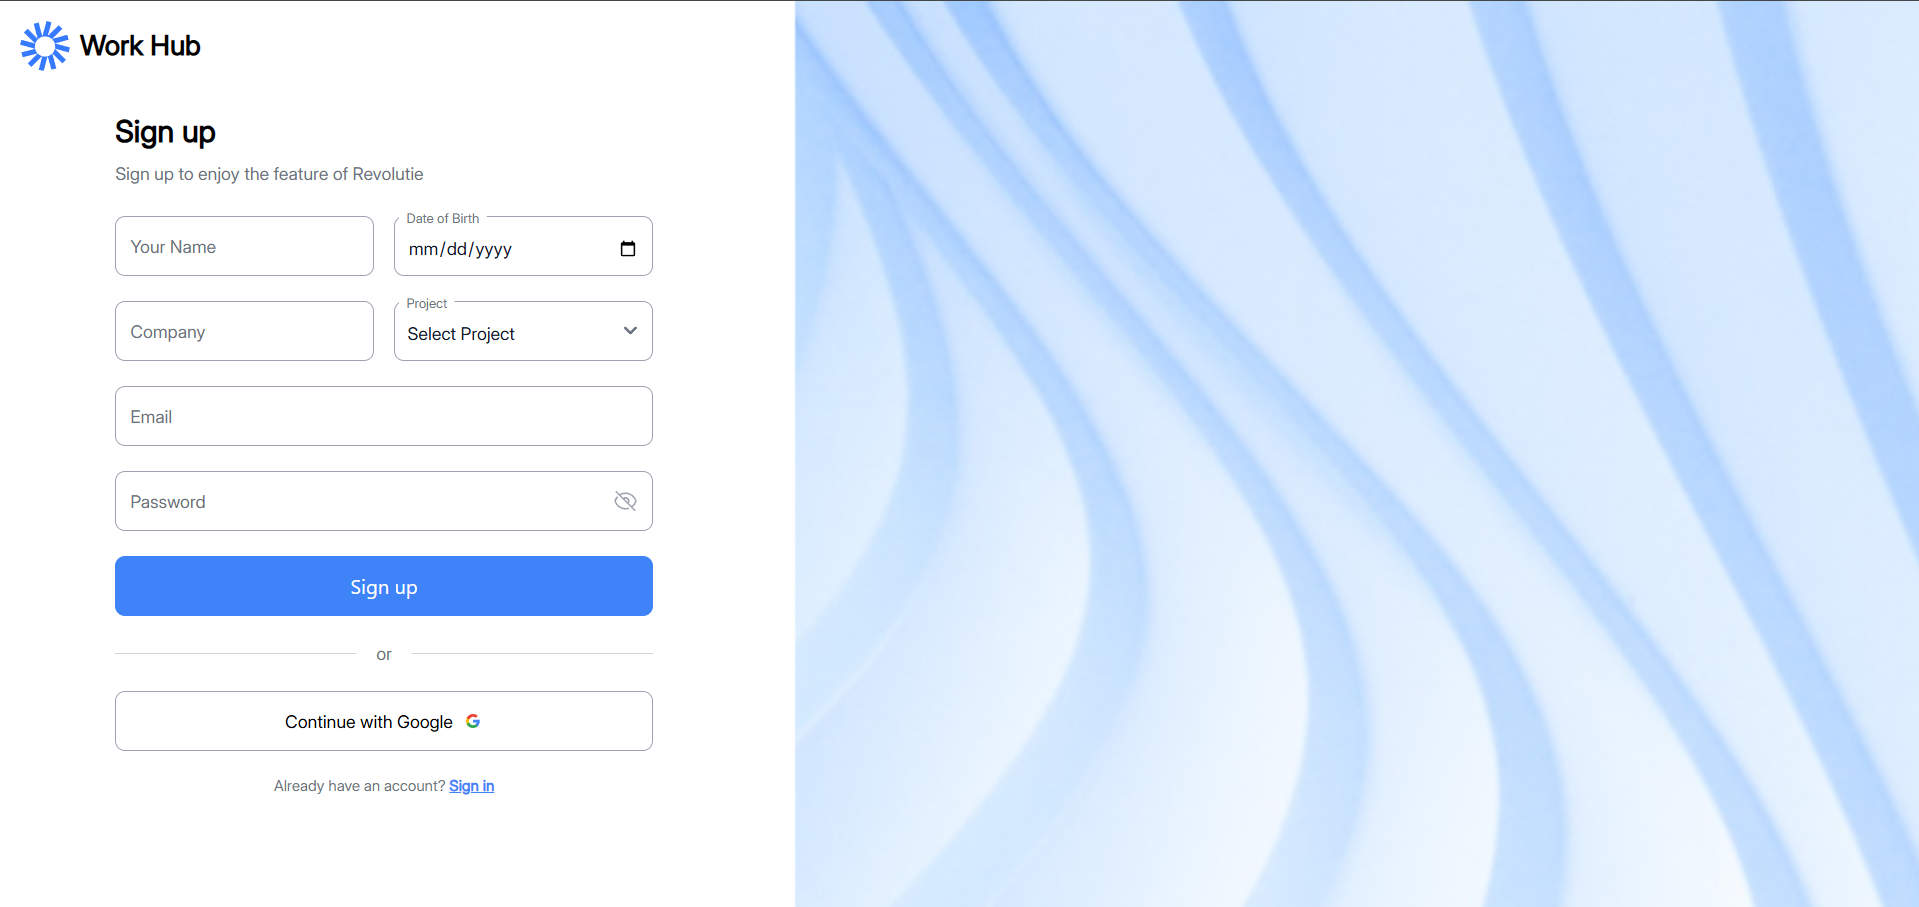 Work Hub
Sign up
Sign up to enjoy the feature of Revolutie
Your Name
Date of Birth
mm/dd/yyyy
Company
Project
Select Project
Email
Password
Sign up
or
Continue with Google
Already have an account? Sign in